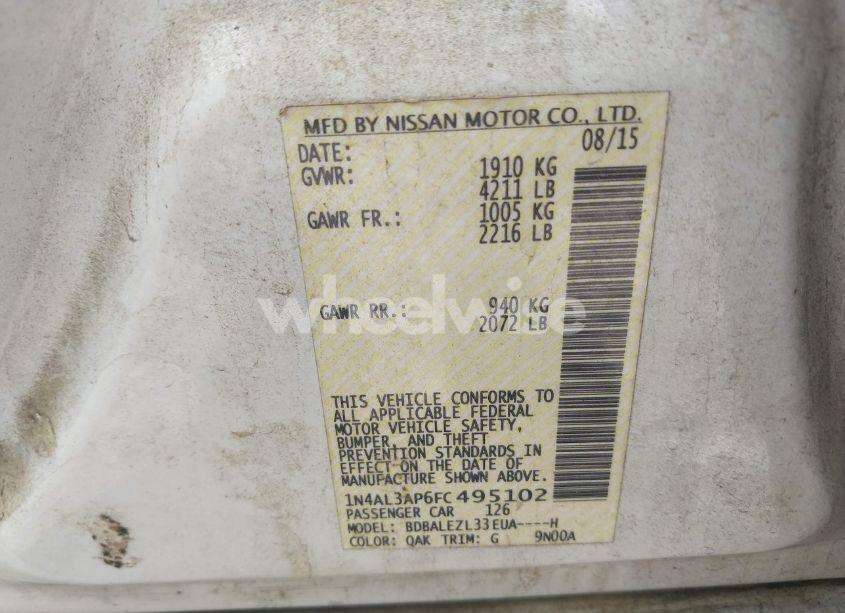 MFD BY NISSAN MOTOR CO., LTD.
DATE: 08/15
GVWR: 1910 KG
4211 LB
GAWR FR.: 1005 KG
2216 LB
GAWR RR.: 940 KG
2072 LB
wheelwise
THIS VEHICLE CONFORMS TO
ALL APPLICABLE FEDERAL
MOTOR VEHICLE SAFETY,
BUMPER, AND THEFT
PREVENTION STANDARDS IN
EFFECT ON THE DATE OF
MANUFACTURE SHOWN ABOVE.
1N4AL3AP6FC495102
PASSENGER CAR 126
MODEL: BDBALEZL33EUA----H
COLOR: QAK TRIM: G 9N00A